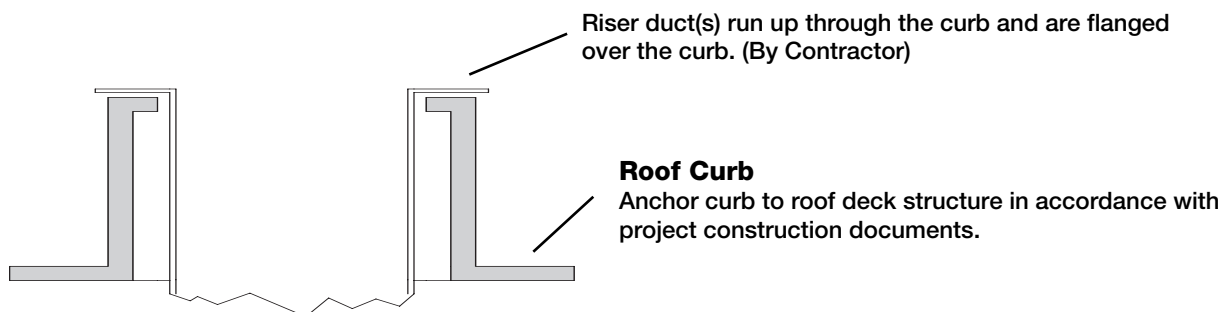 Riser duct(s) run up through the curb and are flanged
over the curb. (By Contractor)
Roof Curb
Anchor curb to roof deck structure in accordance with
project construction documents.